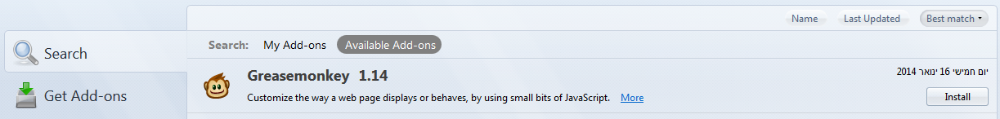 Name Last Updated Best match
Search
Search: My Add-ons Available Add-ons
Greasemonkey 1.14
יום חמישי 16 ינואר 2014
Customize the way a web page displays or behaves, by using small bits of JavaScript. More
Install
Get Add-ons